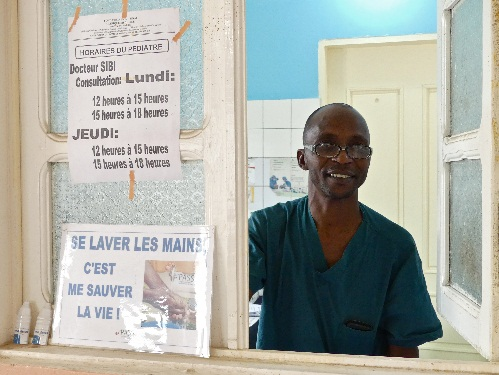 HORAIRES DU PEDIATRE
Docteur SIBI
Consultation: Lundi:
12 heures à 15 heures
15 heures à 18 heures
JEUDI:
12 heures à 15 heures
15 heures à 18 heures
SE LAVER LES MAINS
C'EST
ME SAUVER
LA VIE !